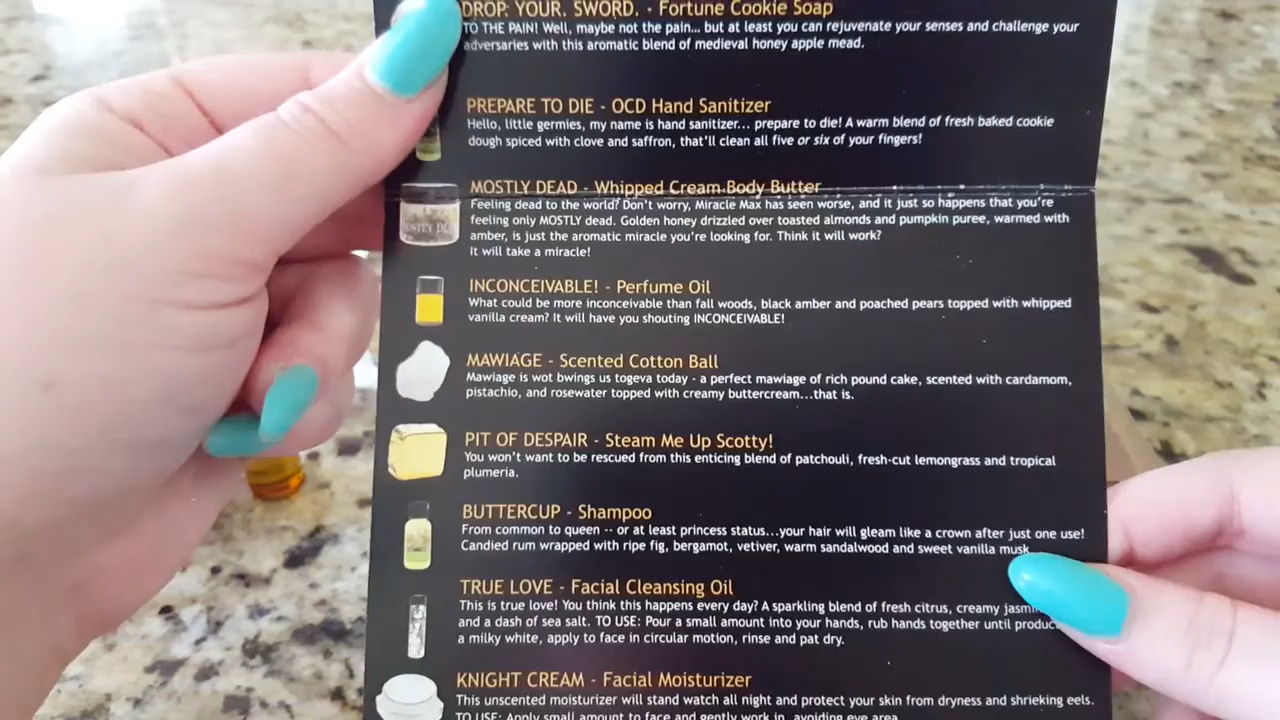 DROP. YOUR. SWORD. - Fortune Cookie Soap
TO THE PAIN! Well, maybe not the pain... but at least you can rejuvenate your senses and challenge your
adversaries with this aromatic blend of medieval honey apple mead.
PREPARE TO DIE - OCD Hand Sanitizer
Hello, little germies, my name is hand sanitizer... prepare to die! A warm blend of fresh baked cookie
dough spiced with clove and saffron, that'll clean all five or six of your fingers!
MOSTLY DEAD - Whipped Cream Body Butter
Feeling dead to the world? Don't worry, Miracle Max has seen worse, and it just so happens that you're
feeling only MOSTLY dead. Golden honey drizzled over toasted almonds and pumpkin puree, warmed with
amber, is just the aromatic miracle you're looking for. Think it will work?
It will take a miracle!
INCONCEIVABLE! - Perfume Oil
What could be more inconceivable than fall woods, black amber and poached pears topped with whipped
vanilla cream? It will have you shouting INCONCEIVABLE!
MAWIAGE - Scented Cotton Ball
Mawiage is wot bwings us togeva today - a perfect mawiage of rich pound cake, scented with cardamom,
pistachio, and rosewater topped with creamy buttercream...that is.
PIT OF DESPAIR - Steam Me Up Scotty!
You won't want to be rescued from this enticing blend of patchouli, fresh-cut lemongrass and tropical
plumeria.
BUTTERCUP - Shampoo
From common to queen -- or at least princess status...your hair will gleam like a crown after just one use!
Candied rum wrapped with ripe fig, bergamot, vetiver, warm sandalwood and sweet vanilla musk
TRUE LOVE - Facial Cleansing Oil
This is true love! You think this happens every day? A sparkling blend of fresh citrus, creamy
and a dash of sea salt. TO USE: Pour a small amount into your hands, rub hands together until
a milky white, apply to face in circular motion, rinse and pat dry.
KNIGHT CREAM - Facial Moisturizer
This unscented moisturizer will stand watch all night and protect your skin from dryness and shrieking eels.
TO USE: Apply small amount to face and gently work in, avoiding eye area